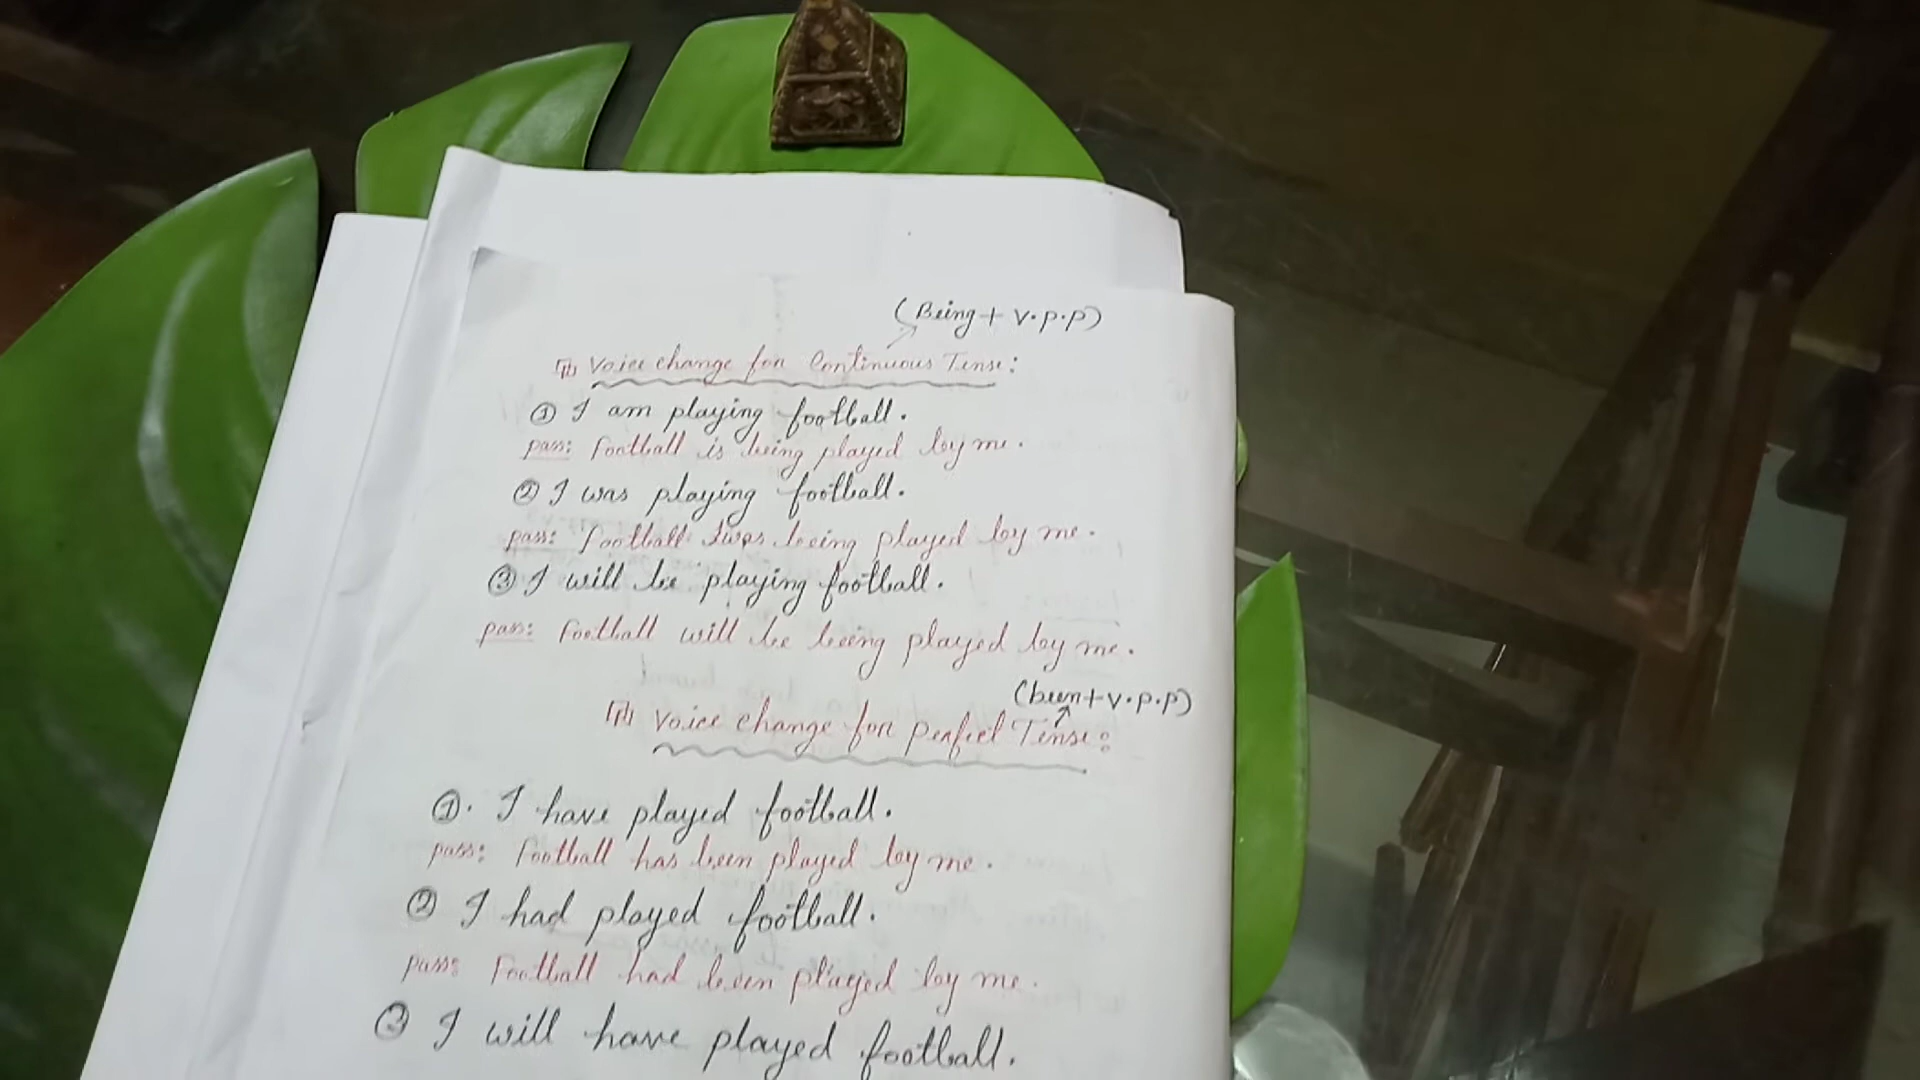 (Being + v.p.p)
Voice change for Continuous Tense:
① I am playing football.
pass: Football is being played by me.
② I was playing football.
pass: Football was being played by me.
③ I will be playing football.
pass: Football will be being played by me.
(been+v.p.p)
Voice change for perfect Tense:
①. I have played football.
pass: Football has been played by me.
② I had played football.
pass: Football had been played by me.
③ I will have played football.